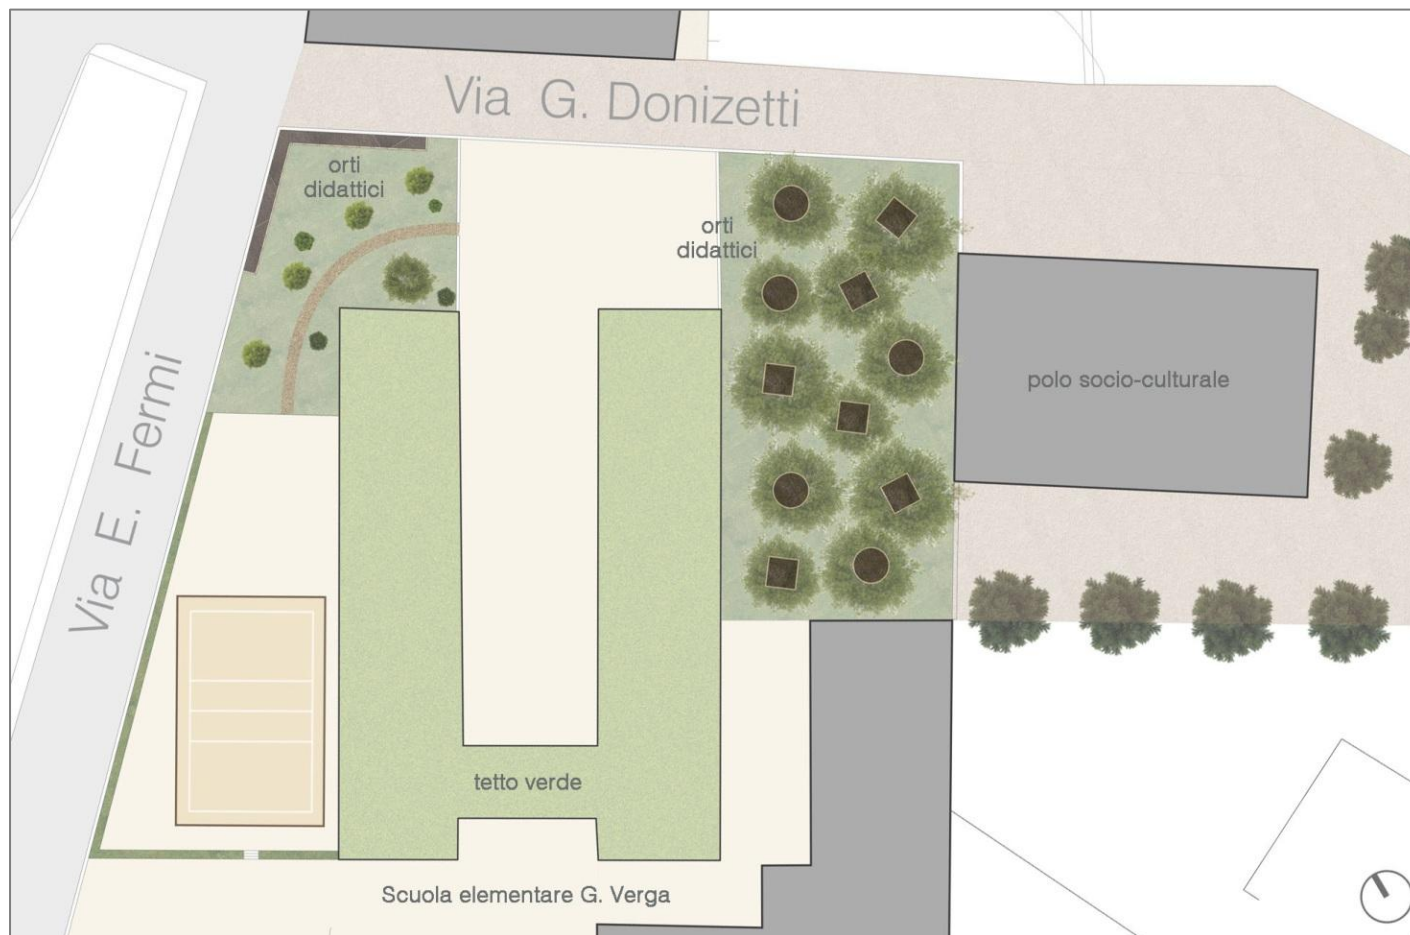 Via G. Donizetti
orti
didattici
orti
didattici
polo socio-culturale
Via E. Fermi
tetto verde
Scuola elementare G. Verga